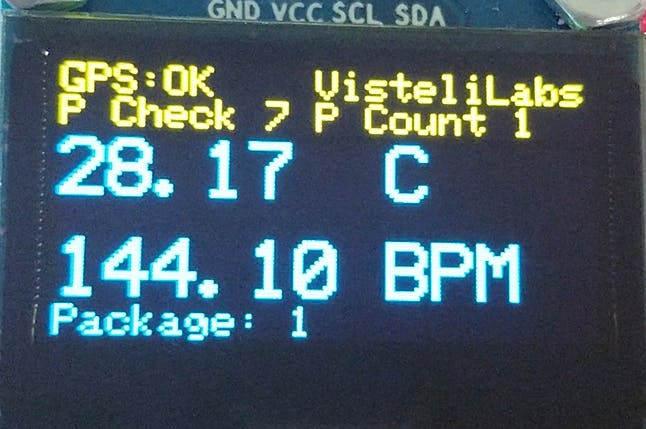 GND VCC SCL SDA
GPS:OK VisteliLabs
P Check 7 P Count 1
28.17 C
144.10 BPM
Package: 1